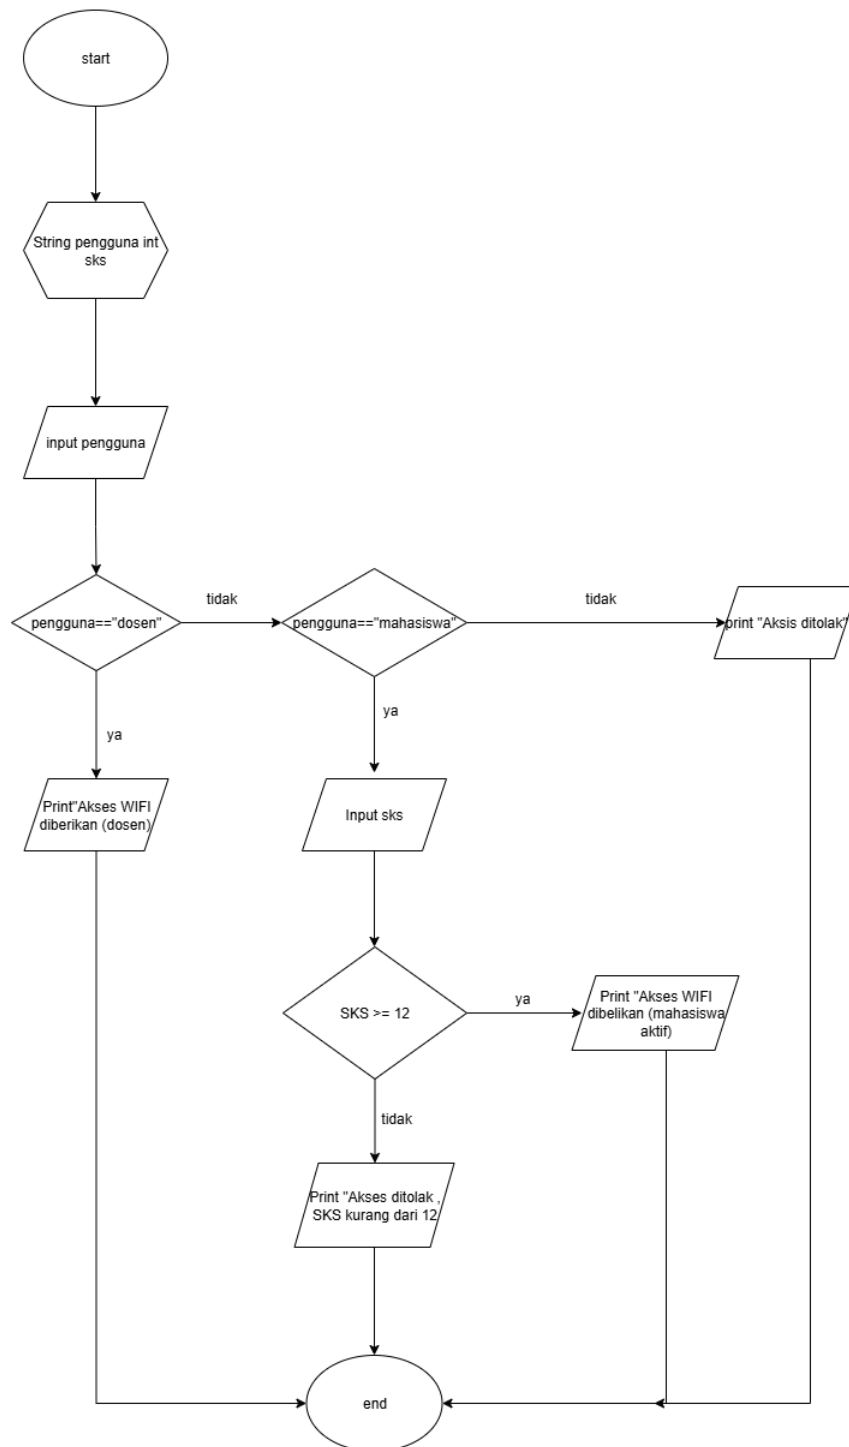 start
String pengguna int
sks
input pengguna
pengguna=="dosen"
tidak
pengguna=="mahasiswa"
tidak
print "Aksis ditolak"
ya
ya
Print"Akses WIFI
diberikan (dosen)
Input sks
SKS >= 12
ya
Print "Akses WIFI
dibelikan (mahasiswa
aktif)
tidak
Print "Akses ditolak ,
SKS kurang dari 12
end